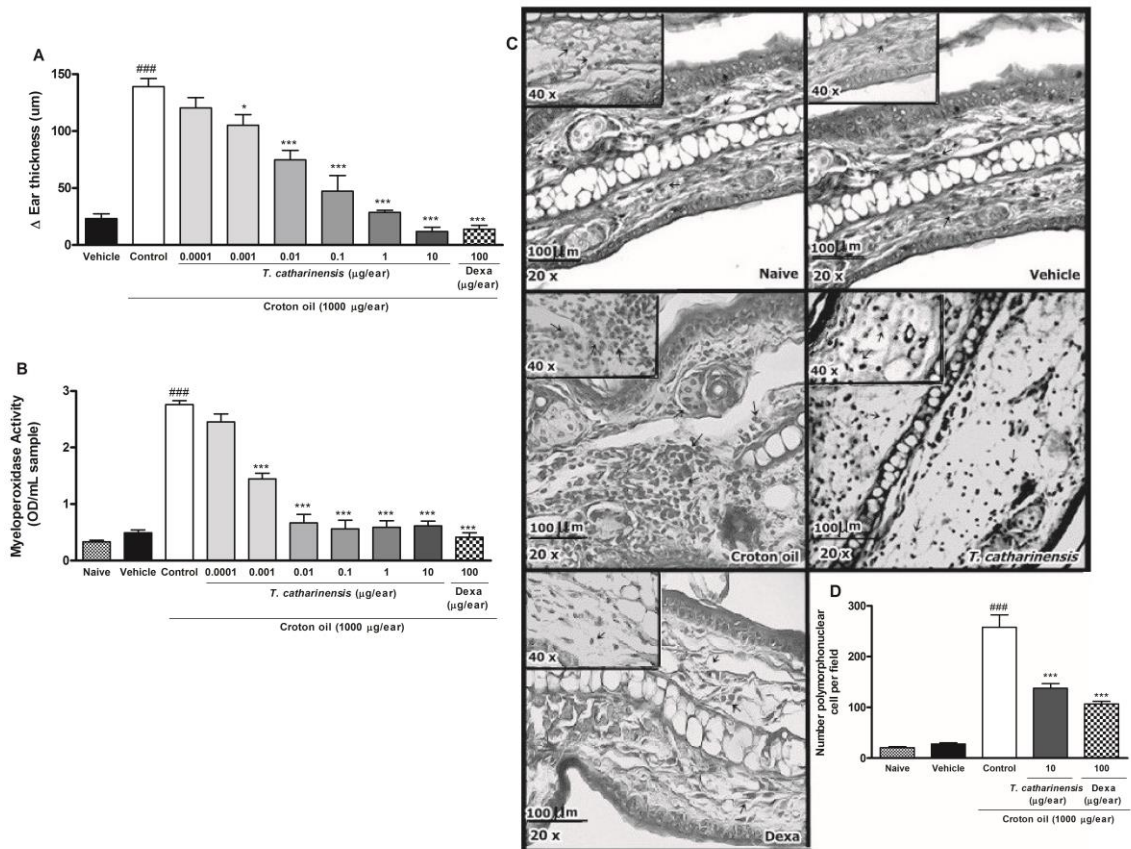 A
###
150
*
100
***
***
50
***
***
***
0
Δ Ear thickness (um)
Vehicle Control 0.0001 0.001 0.01 0.1 1 10 100
T. catharinensis (μg/ear) Dexa
(μg/ear)
Croton oil (1000 μg/ear)
B
###
3
2
***
1
*** *** *** *** ***
0
Myeloperoxidase Activity
(OD/mL sample)
Naive Vehicle Control 0.0001 0.001 0.01 0.1 1 10 100
T. catharinensis (μg/ear) Dexa
(μg/ear)
Croton oil (1000 μg/ear)
C
40 x
100 μm
20 x
Naive
40 x
100 μm
20 x
Vehicle
40 x
100 μm
20 x
Croton oil
40 x
100 μm
20 x
T. catharinensis
40 x
100 μm
20 x
Dexa
D
###
300
200
***
***
100
0
Number polymorphonuclear
cell per field
Naive Vehicle Control 10 100
T. catharinensis Dexa
(μg/ear) (μg/ear)
Croton oil (1000 μg/ear)